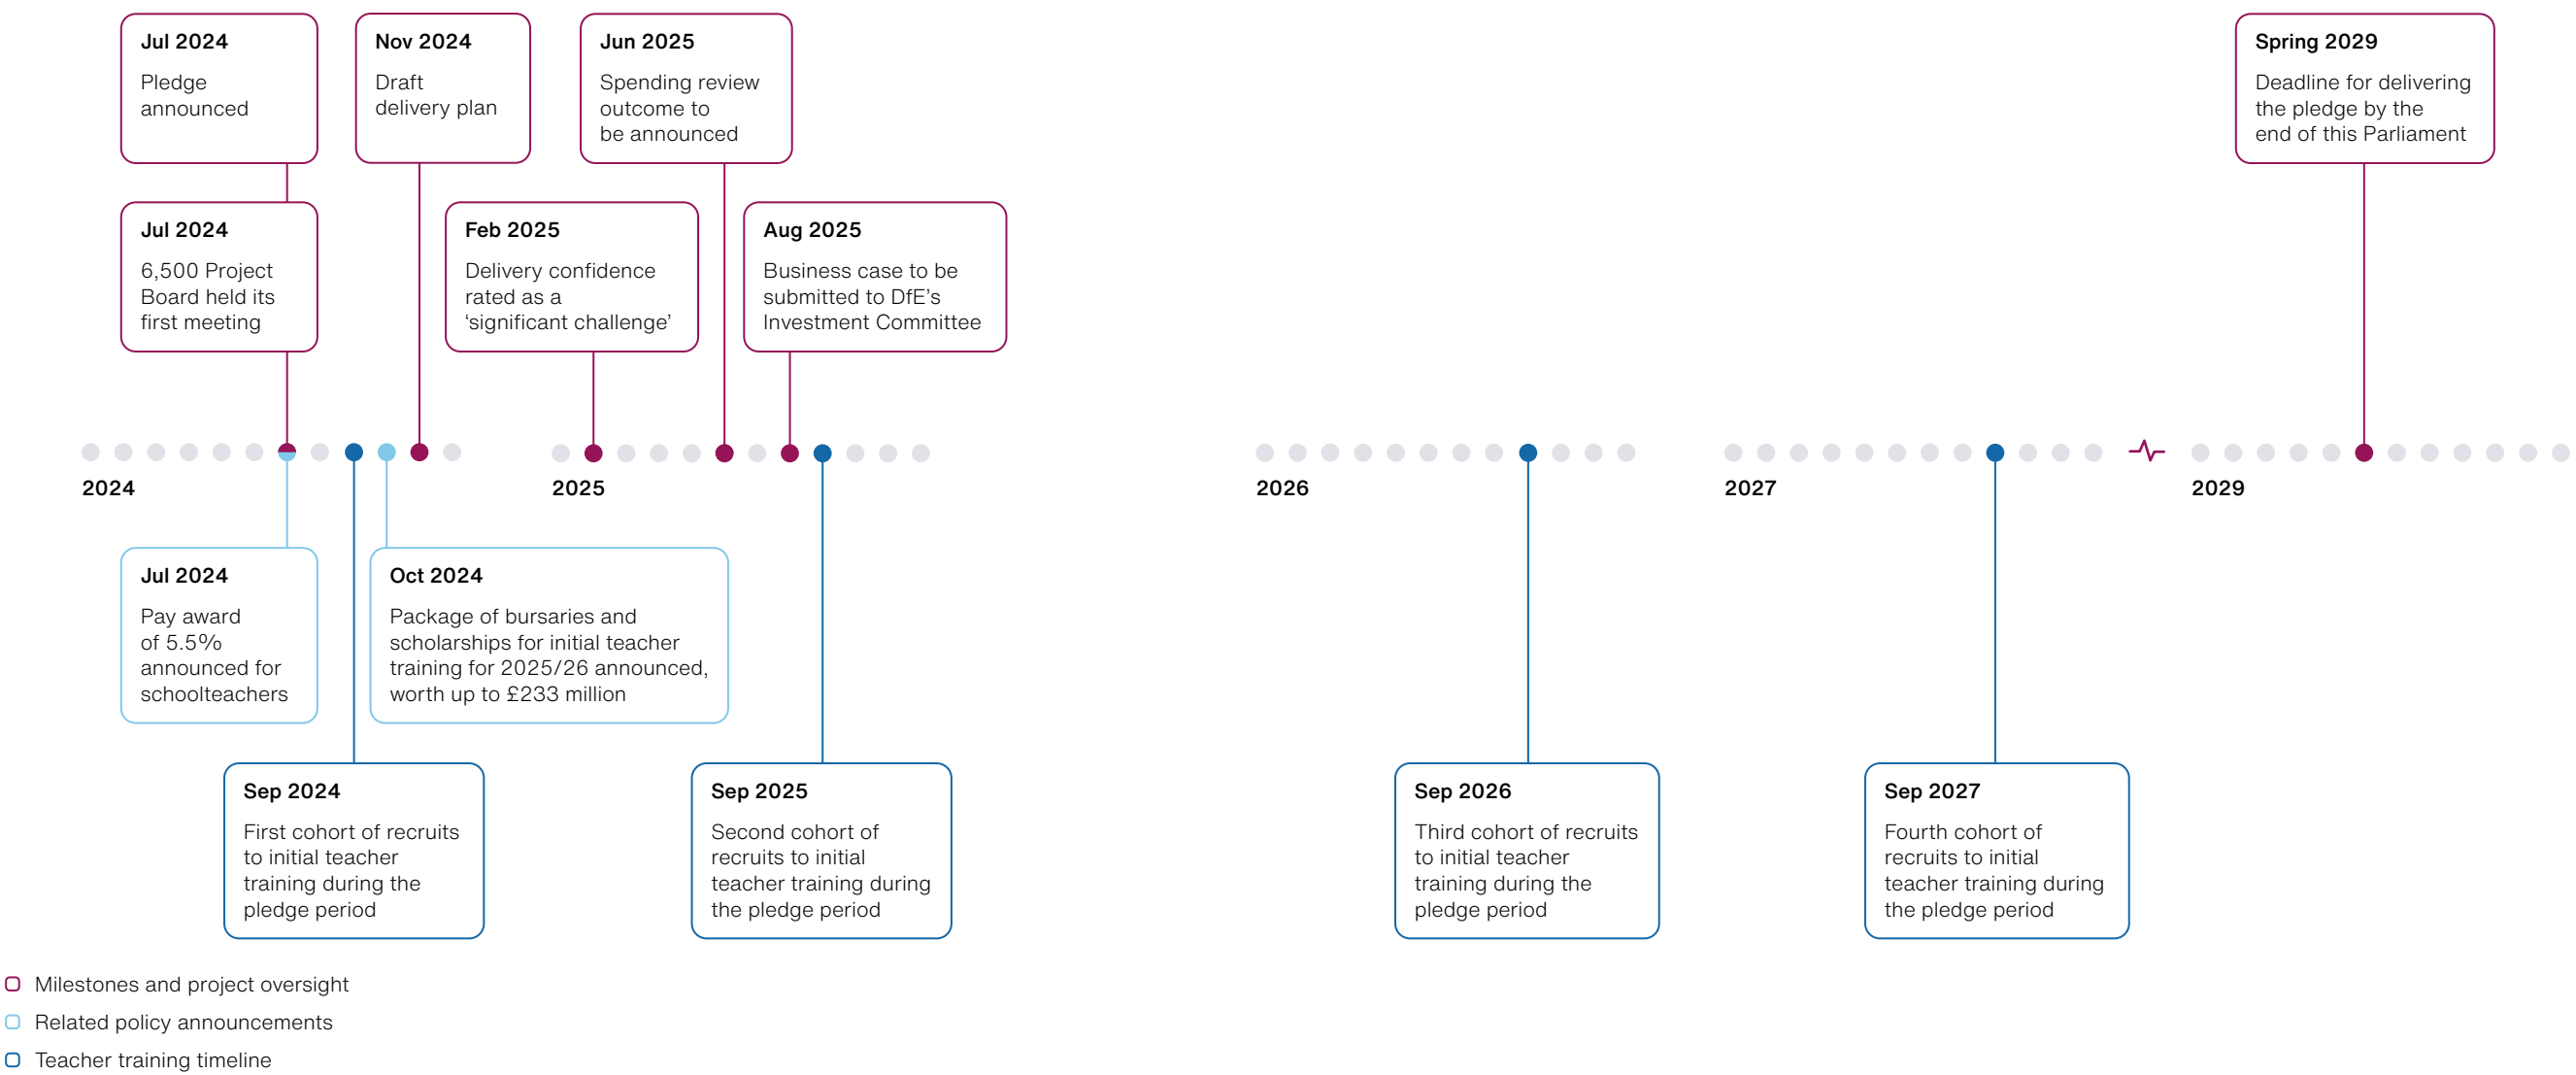 Jul 2024
Pledge
announced
Nov 2024
Draft
delivery plan
Jun 2025
Spending review
outcome to
be announced
Spring 2029
Deadline for delivering
the pledge by the
end of this Parliament
Jul 2024
6,500 Project
Board held its
first meeting
Feb 2025
Delivery confidence
rated as a
‘significant challenge’
Aug 2025
Business case to be
submitted to DfE’s
Investment Committee
2024
2025
2026
2027
2029
Jul 2024
Pay award
of 5.5%
announced for
schoolteachers
Oct 2024
Package of bursaries and
scholarships for initial teacher
training for 2025/26 announced,
worth up to £233 million
Sep 2024
First cohort of recruits
to initial teacher
training during the
pledge period
Sep 2025
Second cohort of
recruits to initial
teacher training during
the pledge period
Sep 2026
Third cohort of recruits
to initial teacher
training during the
pledge period
Sep 2027
Fourth cohort of
recruits to initial
teacher training during
the pledge period
Milestones and project oversight
Related policy announcements
Teacher training timeline